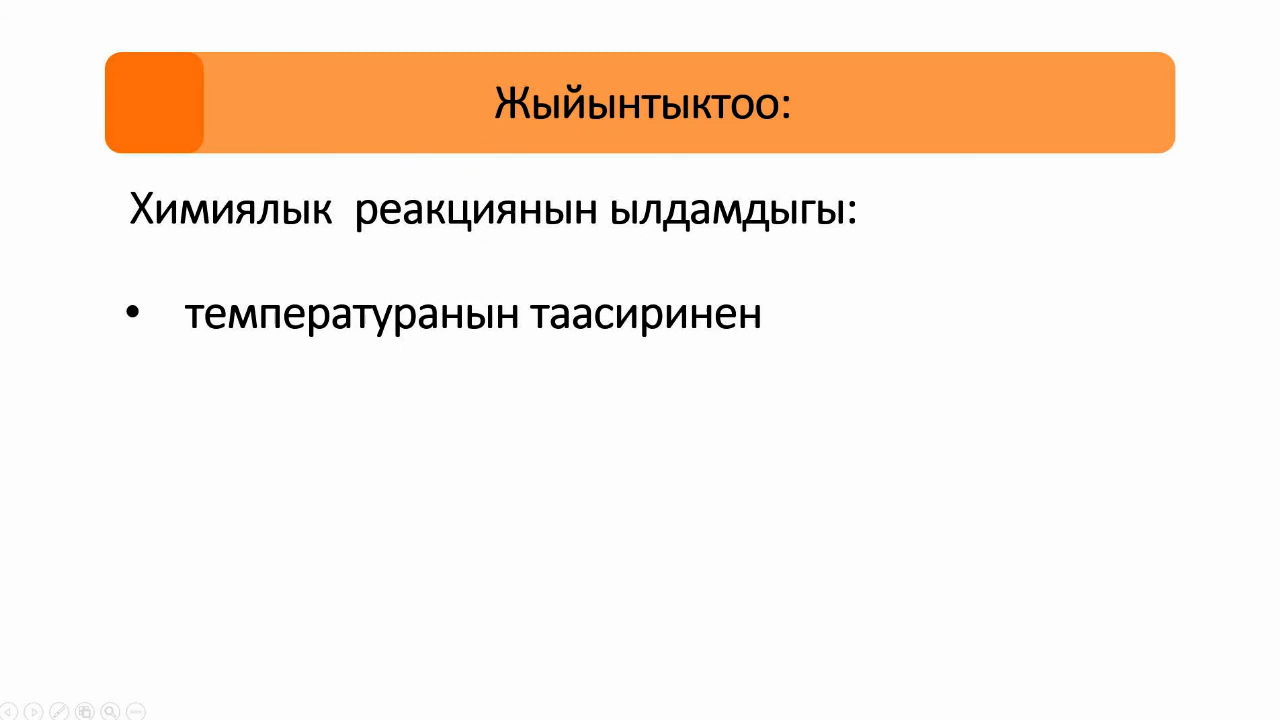 Жыйынтыктоо:
Химиялык реакциянын ылдамдыгы:
• температуранын таасиринен